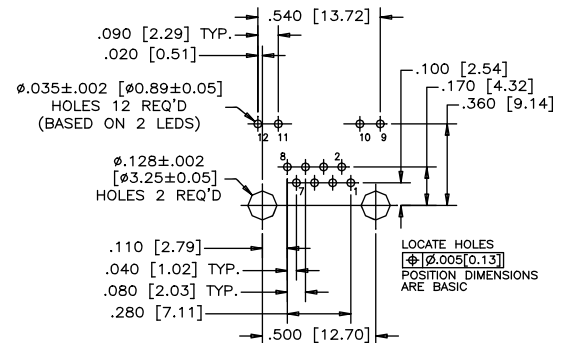 .540 [13.72]
.090 [2.29] TYP.
.020 [0.51]
.100 [2.54]
.170 [4.32]
.360 [9.14]
ø.035±.002 [ø0.89±0.05]
HOLES 12 REQ'D
(BASED ON 2 LEDS)
12 11 10 9
8 2
7 1
ø.128±.002
[ø3.25±0.05]
HOLES 2 REQ'D
.110 [2.79]
.040 [1.02] TYP.
.080 [2.03] TYP.
.280 [7.11]
.500 [12.70]
LOCATE HOLES
⌖ Ø.005[0.13]
POSITION DIMENSIONS
ARE BASIC